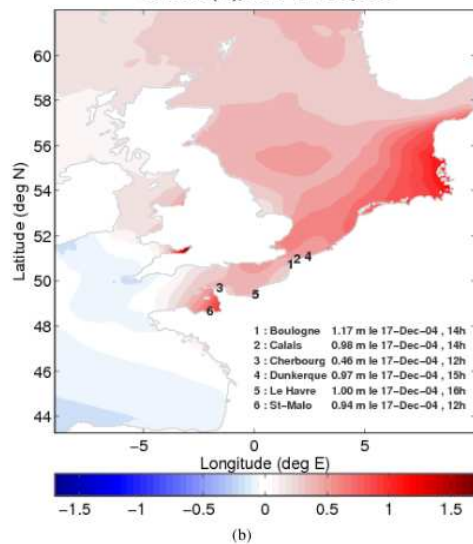 62
60
58
56
54
52
50
48
46
44
Latitude (deg N)
1 2 4
3
5
6
1 : Boulogne 1.17 m le 17-Dec-04 , 14h
2 : Calais 0.98 m le 17-Dec-04 , 14h
3 : Cherbourg 0.46 m le 17-Dec-04 , 12h
4 : Dunkerque 0.97 m le 17-Dec-04 , 15h
5 : Le Havre 1.00 m le 17-Dec-04 , 16h
6 : St-Malo 0.94 m le 17-Dec-04 , 12h
-5 0 5
Longitude (deg E)
-1.5 -1 -0.5 0 0.5 1 1.5
(b)